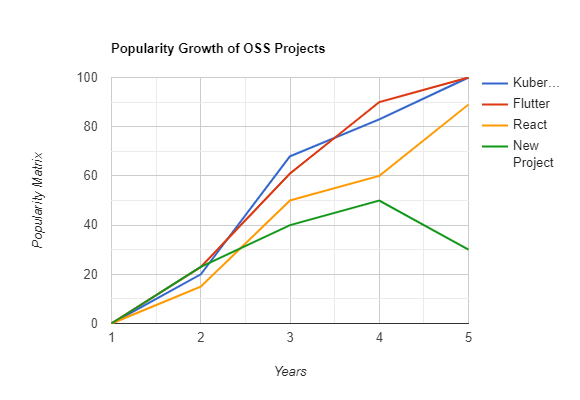 Popularity Growth of OSS Projects
100
80
60
40
20
0
Popularity Matrix
1 2 3 4 5
Years
Kuber...
Flutter
React
New
Project